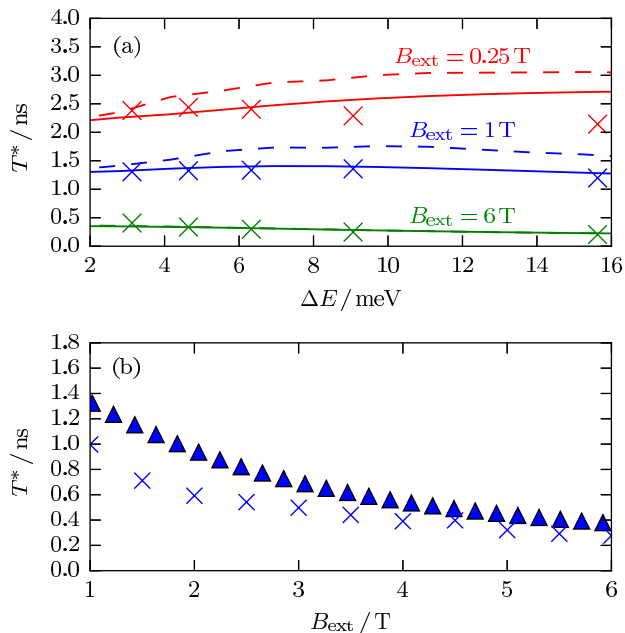 4.0
3.5
3.0
2.5
2.0
1.5
1.0
0.5
0.0
T* / ns
(a)
B_ext = 0.25 T
B_ext = 1 T
B_ext = 6 T
2 4 6 8 10 12 14 16
ΔE / meV
1.8
1.6
1.4
1.2
1.0
0.8
0.6
0.4
0.2
0.0
T* / ns
(b)
1 2 3 4 5 6
B_ext / T